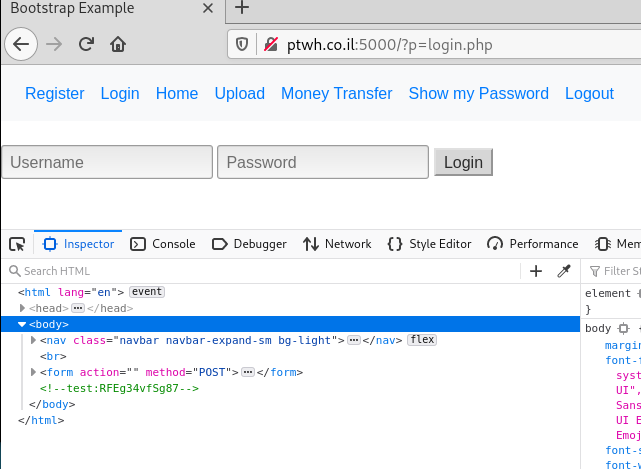 Bootstrap Example
ptwh.co.il:5000/?p=login.php
Register Login Home Upload Money Transfer Show my Password Logout
Username Password Login
Inspector Console Debugger Network Style Editor Performance Mem
Search HTML Filter St
<html lang="en"> event
<head> ··· </head>
<body>
<nav class="navbar navbar-expand-sm bg-light"> ··· </nav> flex
<br>
<form action="" method="POST"> ··· </form>
<!--test:RFEg34vfSg87-->
</body>
</html>
element
}
body
margin
font-f
syst
UI",
Sans
UI E
Emoj
font-s
font-w